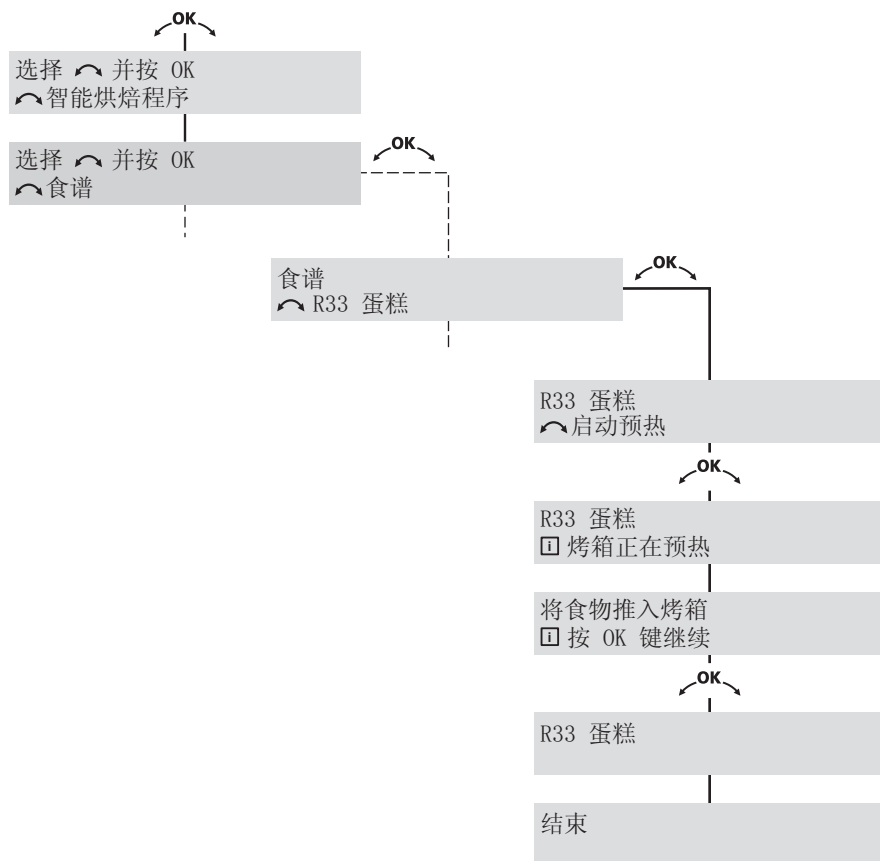 OK
选择 并按 OK
智能烘焙程序
选择 并按 OK
食谱
OK
食谱
R33 蛋糕
OK
R33 蛋糕
启动预热
OK
R33 蛋糕
i 烤箱正在预热
将食物推入烤箱
i 按 OK 键继续
OK
R33 蛋糕
结束